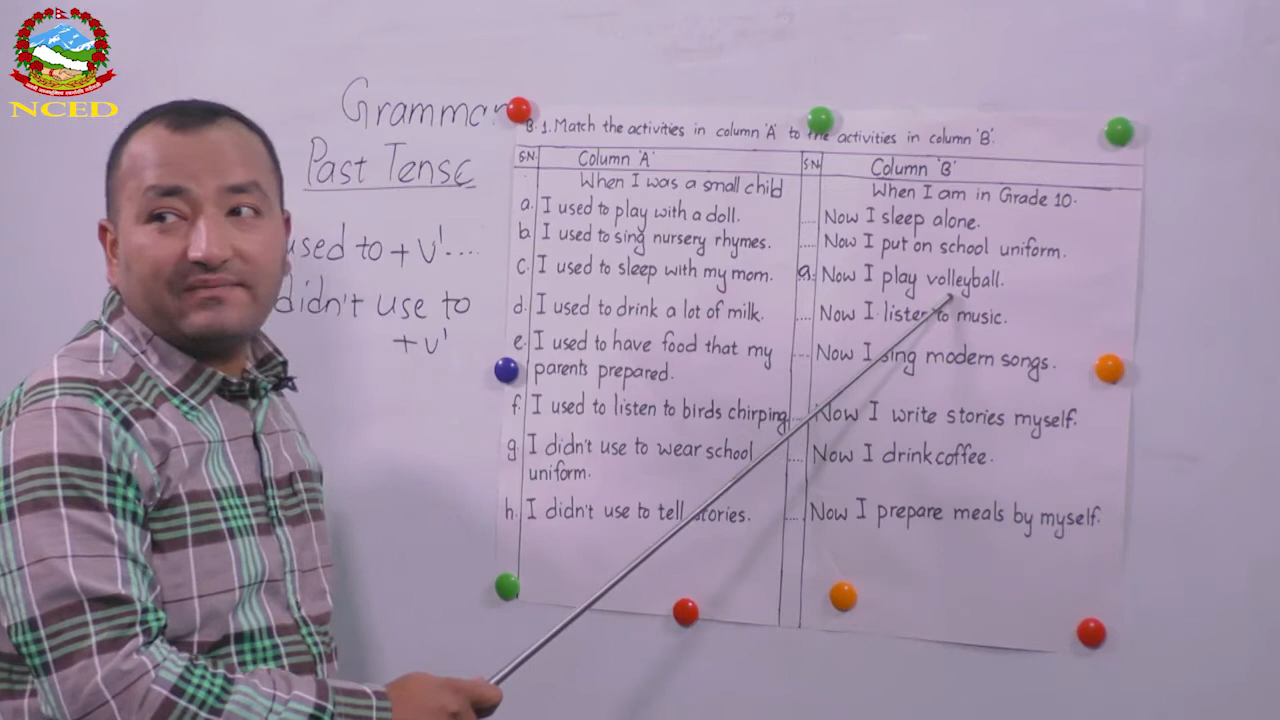 NCED
Grammar
Past Tense
used to + v¹....
didn't use to
+ v¹
B.1. Match the activities in column 'A' to the activities in column 'B'.
SN. Column 'A' SN Column 'B'
When I was a small child When I am in Grade 10.
a. I used to play with a doll. .... Now I sleep alone.
b. I used to sing nursery rhymes. .... Now I put on school uniform.
c. I used to sleep with my mom. a. Now I play volleyball.
d. I used to drink a lot of milk. .... Now I listen to music.
e. I used to have food that my .... Now I sing modern songs.
parents prepared.
f. I used to listen to birds chirping. .... Now I write stories myself.
g. I didn't use to wear school .... Now I drink coffee.
uniform.
h. I didn't use to tell stories. .... Now I prepare meals by myself.